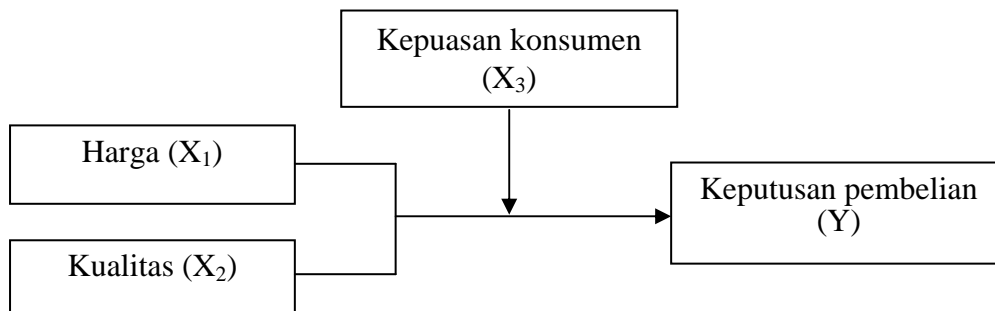 Kepuasan konsumen
(X₃)
Harga (X₁)
Keputusan pembelian
(Y)
Kualitas (X₂)